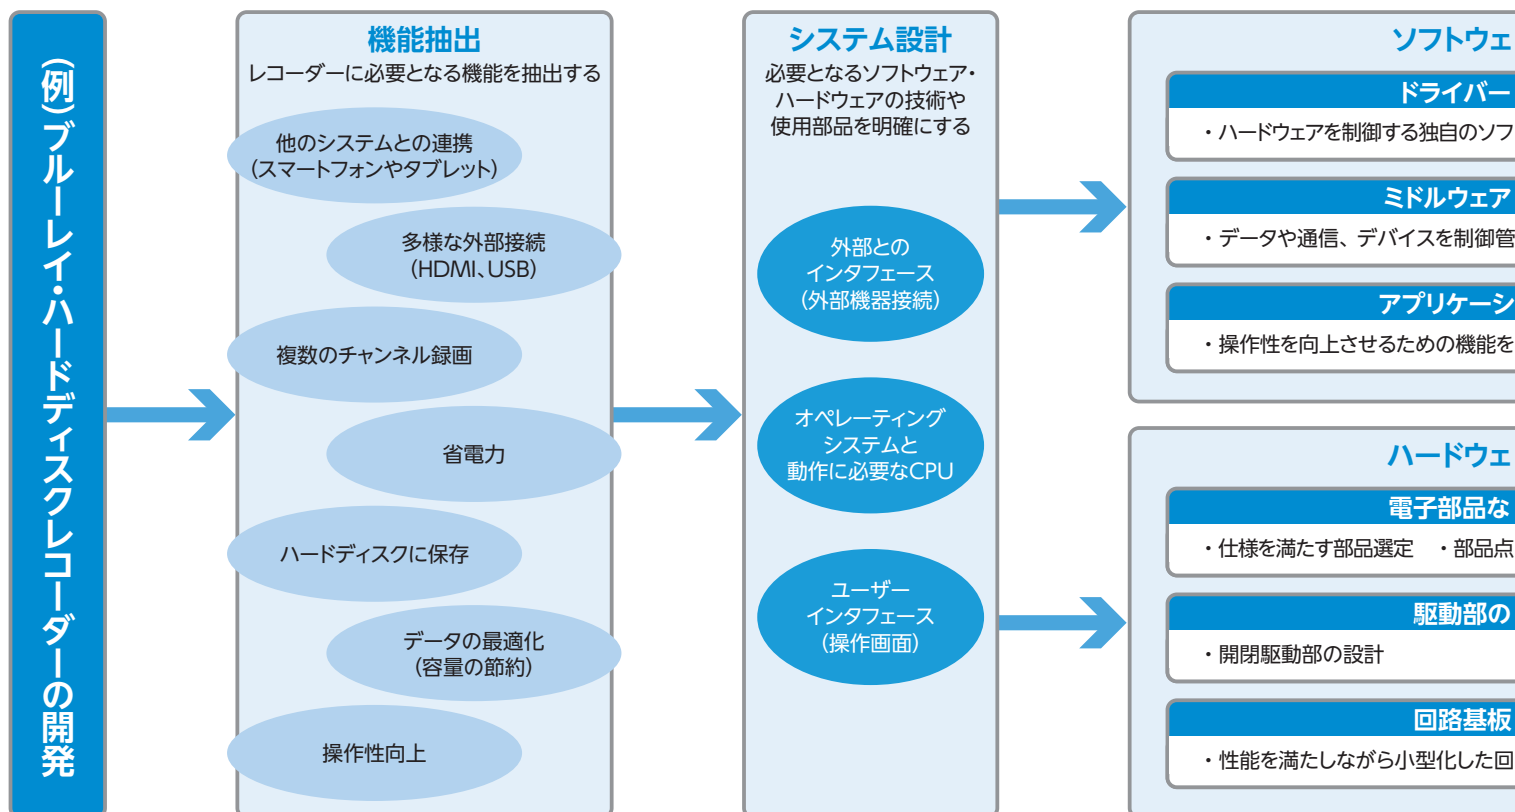 (例)ブルーレイ・ハードディスクレコーダーの開発
機能抽出
レコーダーに必要となる機能を抽出する
他のシステムとの連携
(スマートフォンやタブレット)
多様な外部接続
(HDMI、USB)
複数のチャンネル録画
省電力
ハードディスクに保存
データの最適化
(容量の節約)
操作性向上
システム設計
必要となるソフトウェア・
ハードウェアの技術や
使用部品を明確にする
外部との
インタフェース
(外部機器接続)
オペレーティング
システムと
動作に必要なCPU
ユーザー
インタフェース
(操作画面)
ソフトウェ
ドライバー
・ハードウェアを制御する独自のソフ
ミドルウェア
・データや通信、デバイスを制御管
アプリケーシ
・操作性を向上させるための機能を
ハードウェ
電子部品な
・仕様を満たす部品選定　・部品点
駆動部の
・開閉駆動部の設計
回路基板
・性能を満たしながら小型化した回